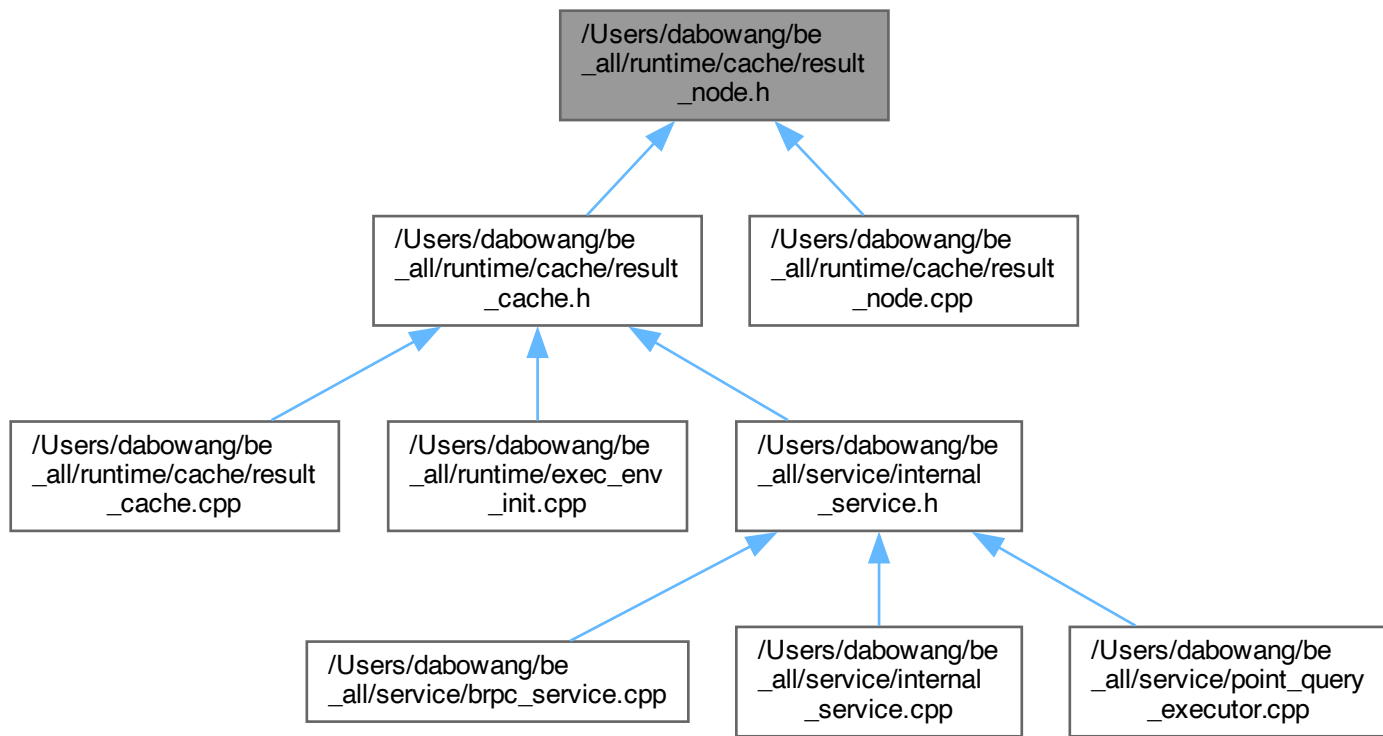 /Users/dabowang/be
_all/runtime/cache/result
_node.h
/Users/dabowang/be
_all/runtime/cache/result
_cache.h
/Users/dabowang/be
_all/runtime/cache/result
_node.cpp
/Users/dabowang/be
_all/runtime/cache/result
_cache.cpp
/Users/dabowang/be
_all/runtime/exec_env
_init.cpp
/Users/dabowang/be
_all/service/internal
_service.h
/Users/dabowang/be
_all/service/brpc_service.cpp
/Users/dabowang/be
_all/service/internal
_service.cpp
/Users/dabowang/be
_all/service/point_query
_executor.cpp